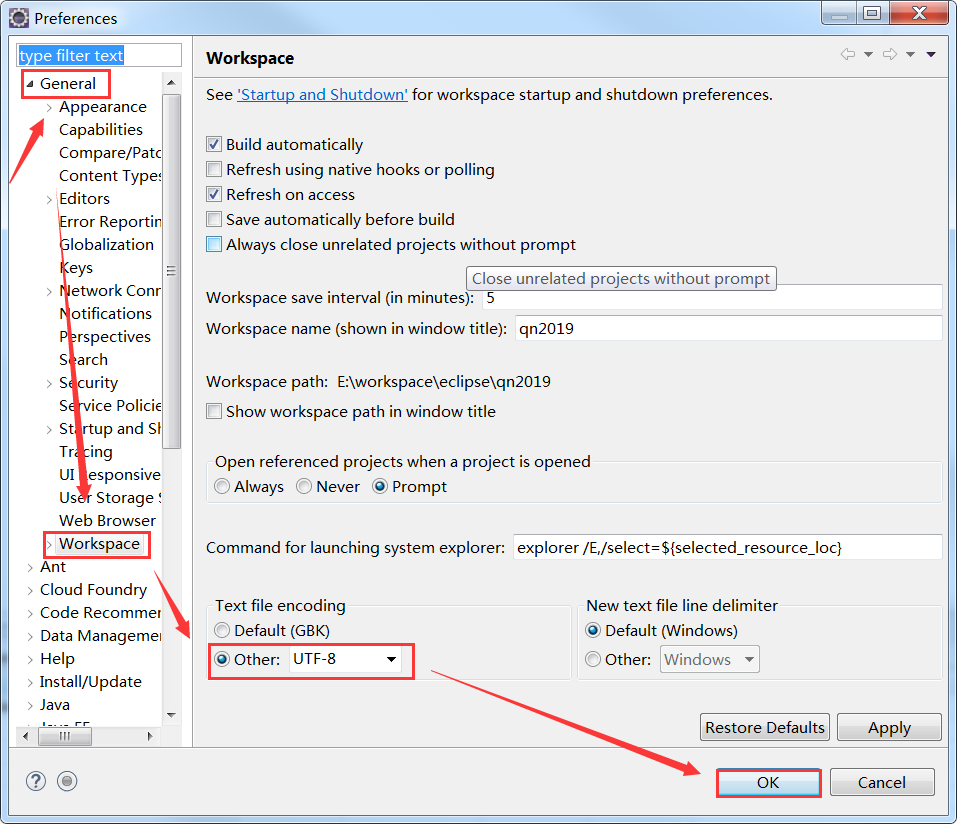 Preferences
type filter text
General
Appearance
Capabilities
Compare/Patc
Content Types
Editors
Error Reportin
Globalization
Keys
Network Conn
Notifications
Perspectives
Search
Security
Service Policie
Startup and Sh
Tracing
UI Responsive
User Storage S
Web Browser
Workspace
Ant
Cloud Foundry
Code Recommer
Data Managemer
Help
Install/Update
Java
Java EE
Workspace
See 'Startup and Shutdown' for workspace startup and shutdown preferences.
Build automatically
Refresh using native hooks or polling
Refresh on access
Save automatically before build
Always close unrelated projects without prompt
Close unrelated projects without prompt
Workspace save interval (in minutes): 5
Workspace name (shown in window title): qn2019
Workspace path: E:\workspace\eclipse\qn2019
Show workspace path in window title
Open referenced projects when a project is opened
Always Never Prompt
Command for launching system explorer: explorer /E,/select=${selected_resource_loc}
Text file encoding
Default (GBK)
Other: UTF-8
New text file line delimiter
Default (Windows)
Other: Windows
Restore Defaults Apply
OK Cancel